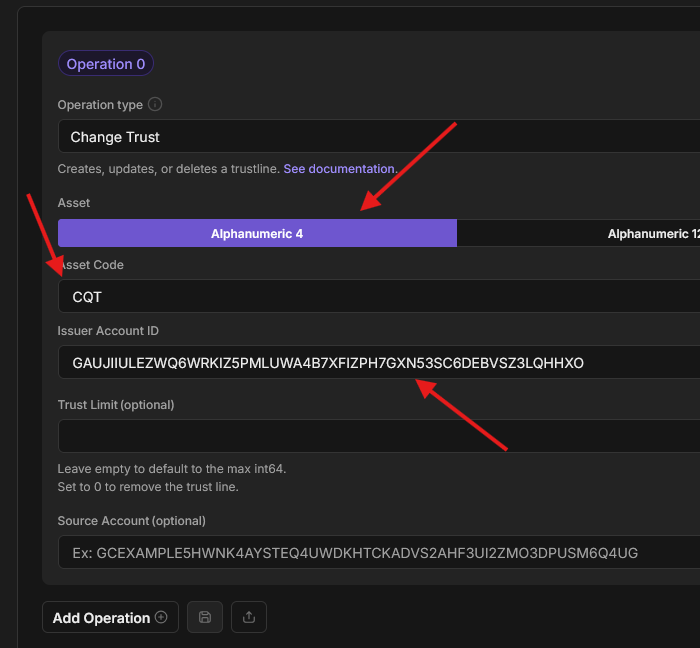 Operation 0
Operation type
Change Trust
Creates, updates, or deletes a trustline. See documentation.
Asset
Alphanumeric 4
Alphanumeric 12
Asset Code
CQT
Issuer Account ID
GAUJIIULEZWQ6WRKIZ5PMLUWA4B7XFIZPH7GXN53SC6DEBVSZ3LQHHXO
Trust Limit (optional)
Leave empty to default to the max int64.
Set to 0 to remove the trust line.
Source Account (optional)
Ex: GCEXAMPLE5HWNK4AYSTEQ4UWDKHTCKADVS2AHF3UI2ZMO3DPUSM6Q4UG
Add Operation